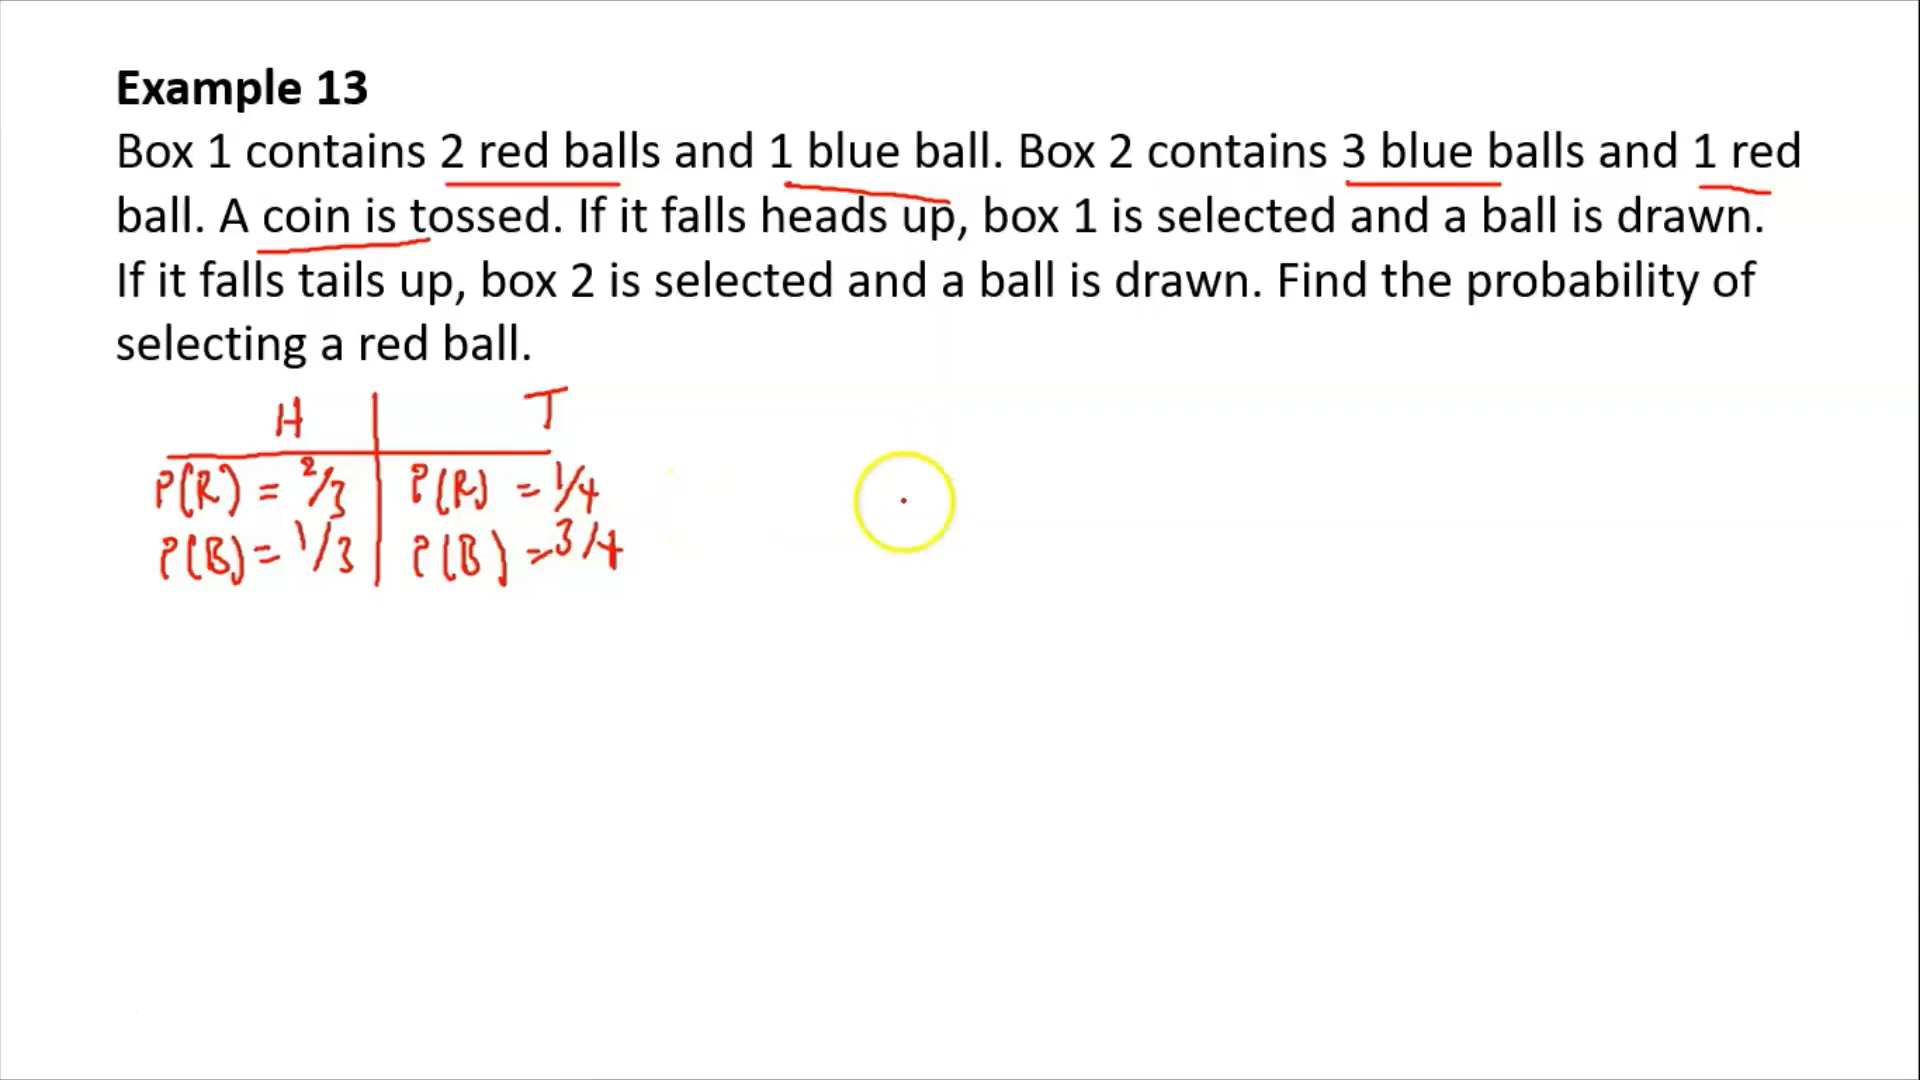 Example 13
Box 1 contains 2 red balls and 1 blue ball. Box 2 contains 3 blue balls and 1 red
ball. A coin is tossed. If it falls heads up, box 1 is selected and a ball is drawn.
If it falls tails up, box 2 is selected and a ball is drawn. Find the probability of
selecting a red ball.
H T
P(R) = 2/3 P(R) = 1/4
P(B) = 1/3 P(B) = 3/4